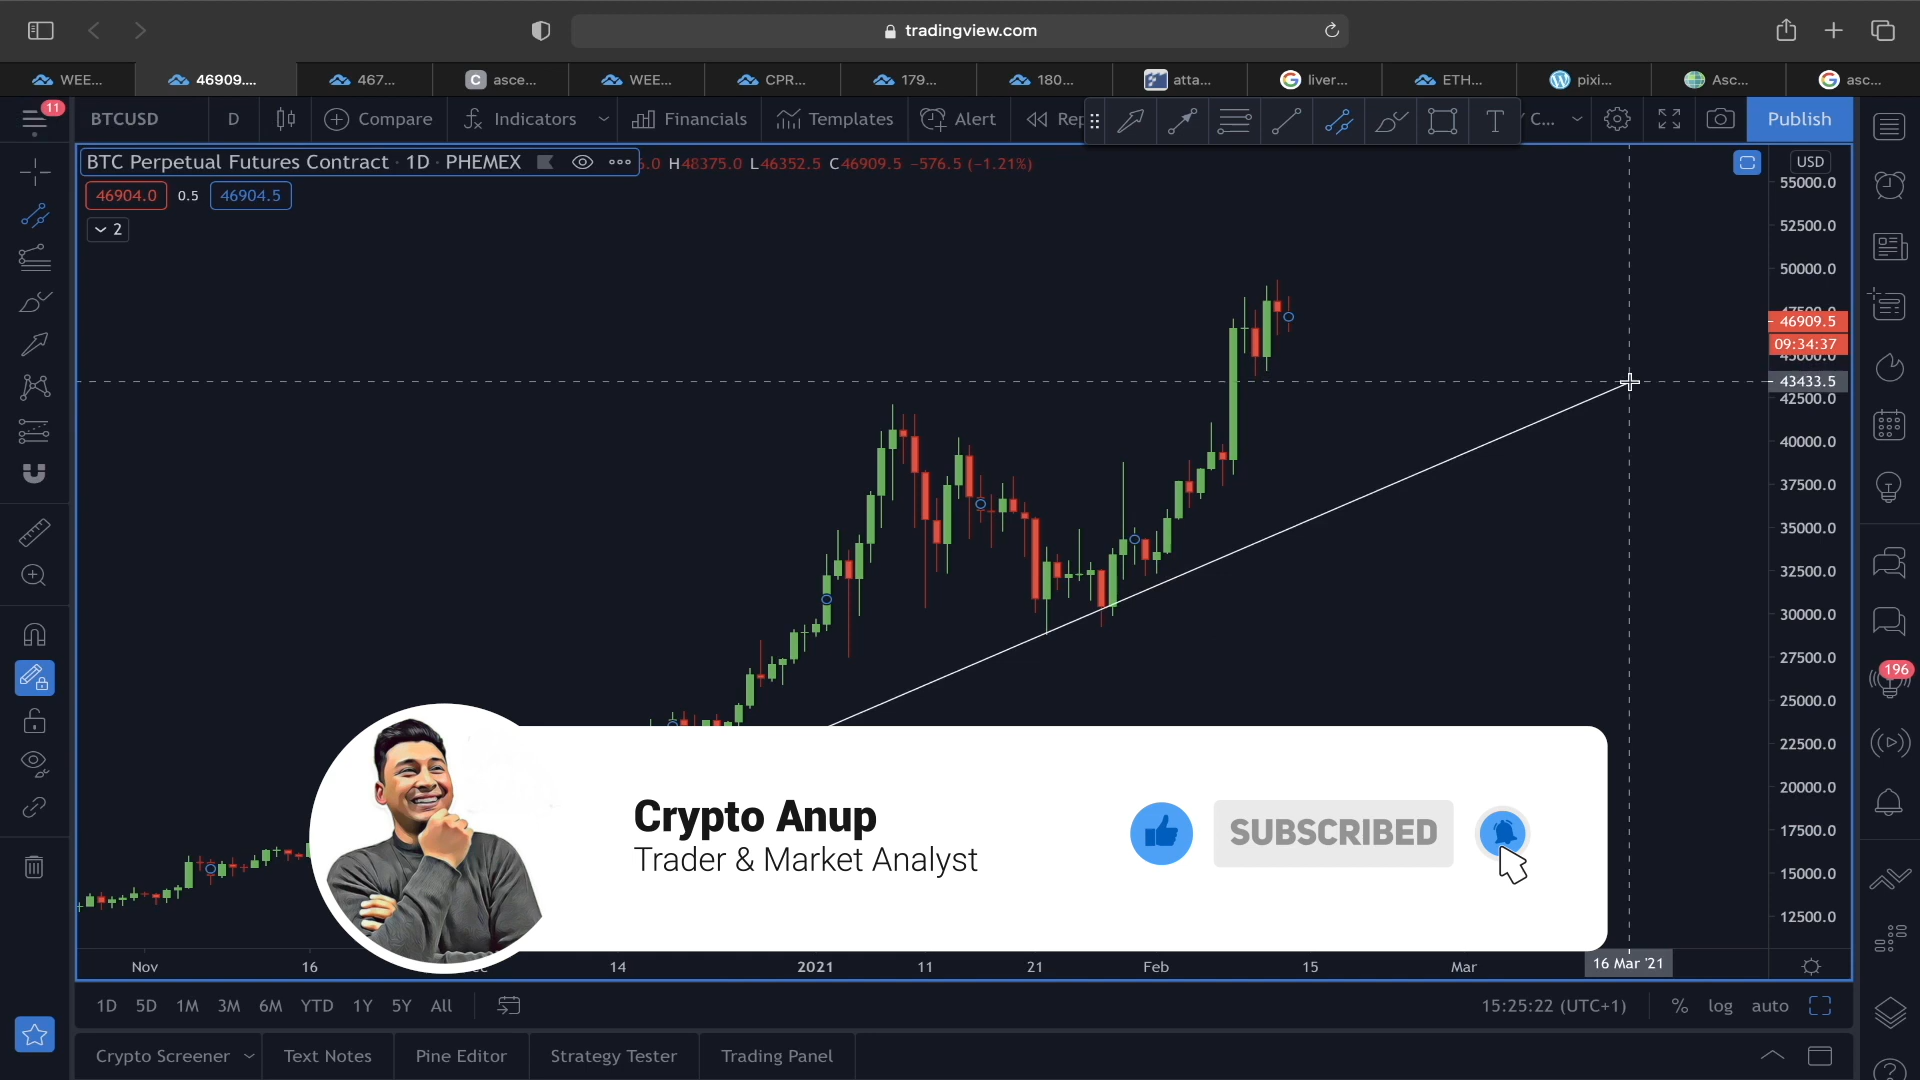 tradingview.com
WEE...
46909....
467...
C
asce...
WEE...
CPR...
179...
180...
atta...
liver...
ETH...
pixi...
Asc...
asc...
11
BTCUSD
D
Compare
Indicators
Financials
Templates
Alert
Rep
T
C...
Publish
BTC Perpetual Futures Contract · 1D · PHEMEX
H48375.0 L46352.5 C46909.5 −576.5 (−1.21%)
USD
46904.0
0.5
46904.5
2
55000.0
52500.0
50000.0
46909.5
09:34:37
45000.0
43433.5
42500.0
40000.0
37500.0
35000.0
32500.0
30000.0
27500.0
25000.0
22500.0
20000.0
17500.0
15000.0
12500.0
196
Crypto Anup
Trader & Market Analyst
SUBSCRIBED
Nov
16
14
2021
11
21
Feb
15
Mar
16 Mar '21
1D
5D
1M
3M
6M
YTD
1Y
5Y
All
15:25:22 (UTC+1)
%
log
auto
Crypto Screener
Text Notes
Pine Editor
Strategy Tester
Trading Panel